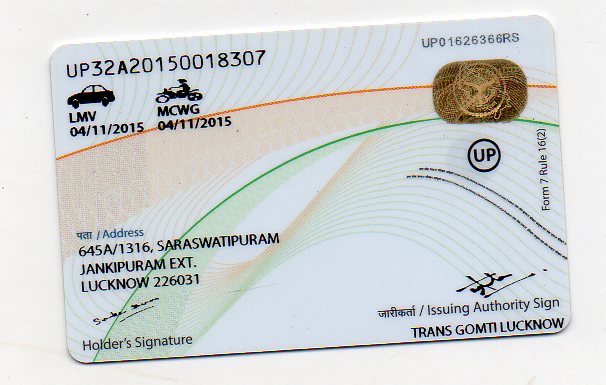 UP32A20150018307
UP01626366RS
LMV
04/11/2015
MCWG
04/11/2015
UP
Form 7 Rule 16(2)
पता / Address
645A/1316, SARASWATIPURAM
JANKIPURAM EXT.
LUCKNOW 226031
Holder's Signature
जारीकर्ता / Issuing Authority Sign
TRANS GOMTI LUCKNOW